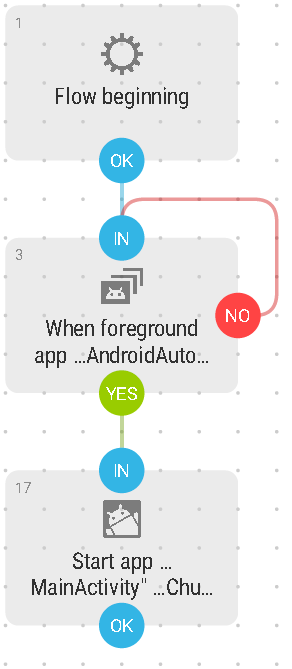 1
Flow beginning
OK
IN
3
When foreground
app ...AndroidAuto...
NO
YES
IN
17
Start app ...
MainActivity" ...Chu...
OK